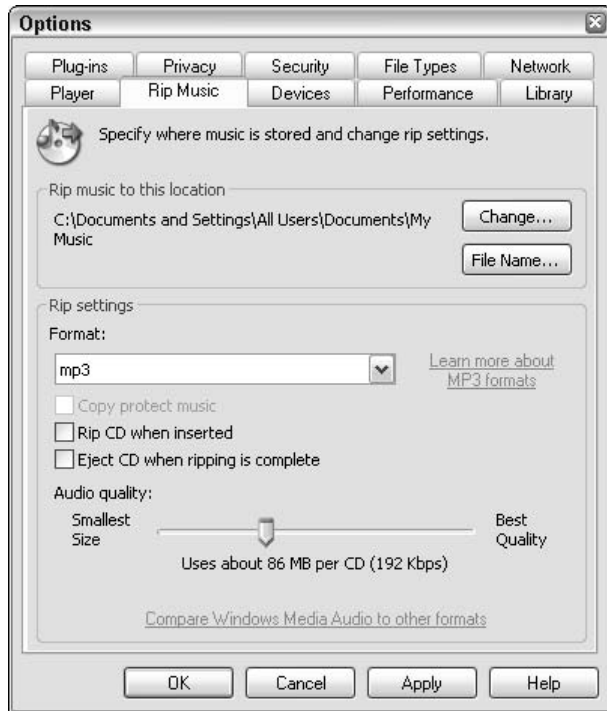 Options
Plug-ins Privacy Security File Types Network
Player Rip Music Devices Performance Library
Specify where music is stored and change rip settings.
Rip music to this location
C:\Documents and Settings\All Users\Documents\My
Music
Change...
File Name...
Rip settings
Format:
mp3
Learn more about
MP3 formats
Copy protect music
Rip CD when inserted
Eject CD when ripping is complete
Audio quality:
Smallest
Size
Best
Quality
Uses about 86 MB per CD (192 Kbps)
Compare Windows Media Audio to other formats
OK Cancel Apply Help